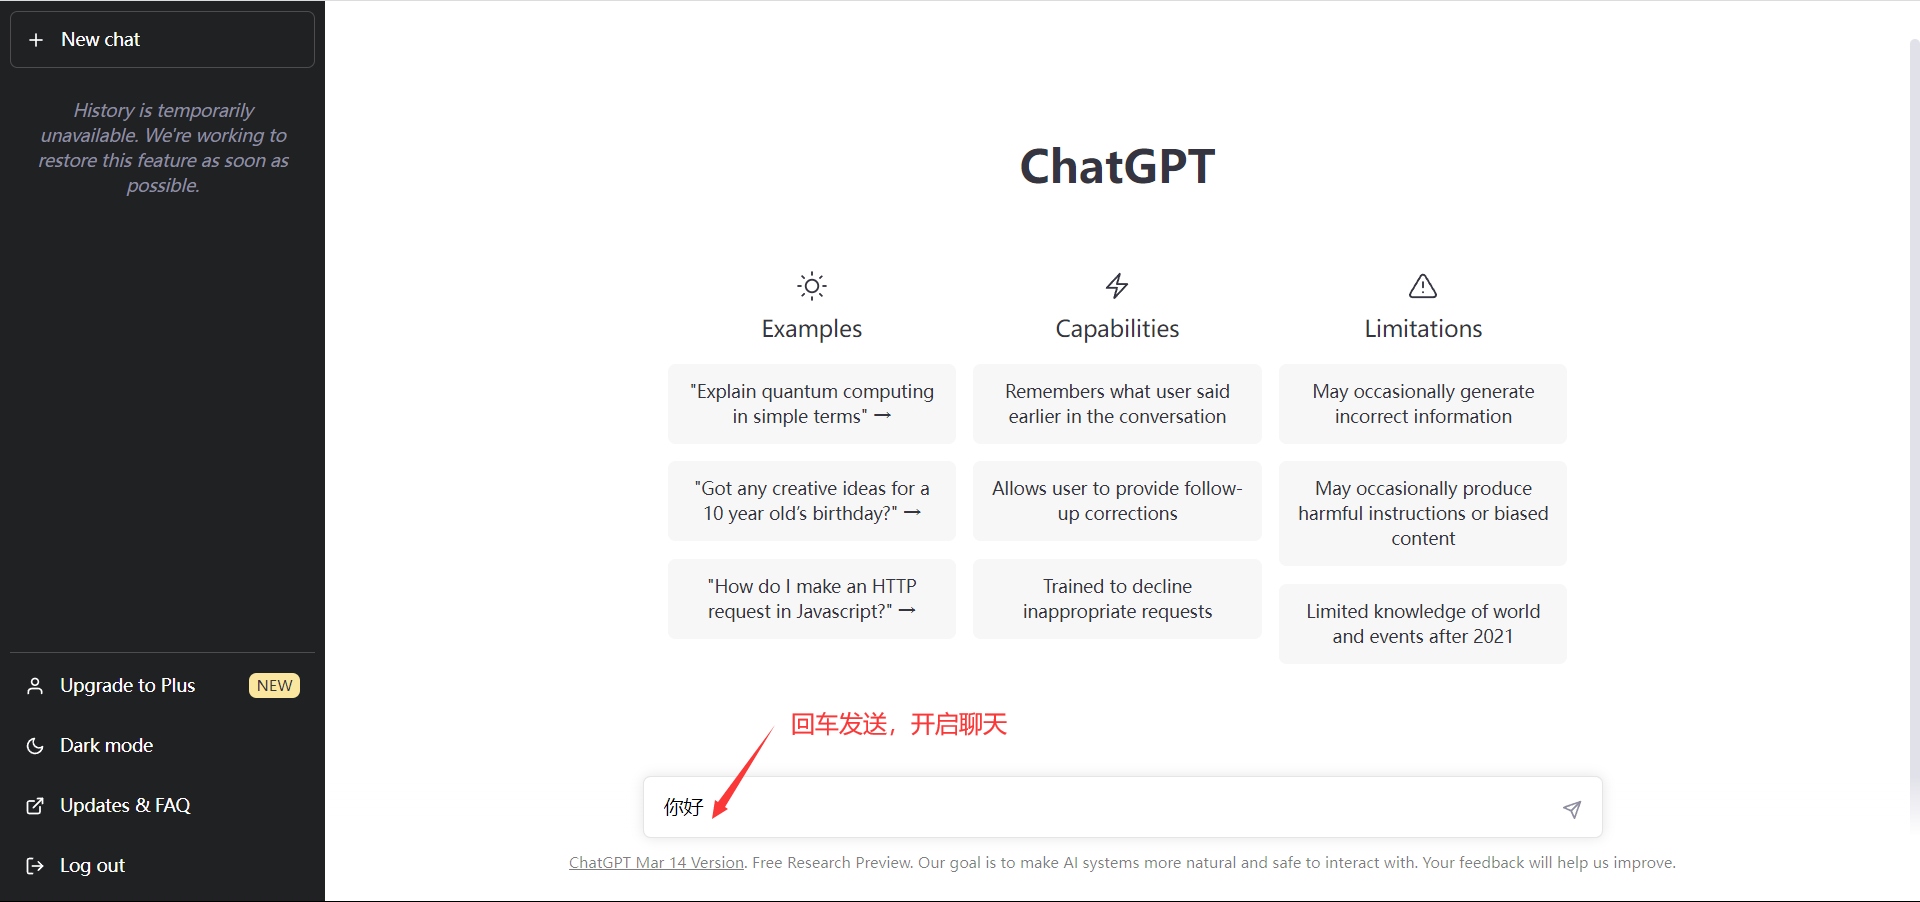 New chat
History is temporarily
unavailable. We're working to
restore this feature as soon as
possible.
Upgrade to Plus NEW
Dark mode
Updates & FAQ
Log out
ChatGPT
Examples
"Explain quantum computing
in simple terms" →
"Got any creative ideas for a
10 year old’s birthday?" →
"How do I make an HTTP
request in Javascript?" →
Capabilities
Remembers what user said
earlier in the conversation
Allows user to provide follow-
up corrections
Trained to decline
inappropriate requests
Limitations
May occasionally generate
incorrect information
May occasionally produce
harmful instructions or biased
content
Limited knowledge of world
and events after 2021
回车发送，开启聊天
你好
ChatGPT Mar 14 Version. Free Research Preview. Our goal is to make AI systems more natural and safe to interact with. Your feedback will help us improve.